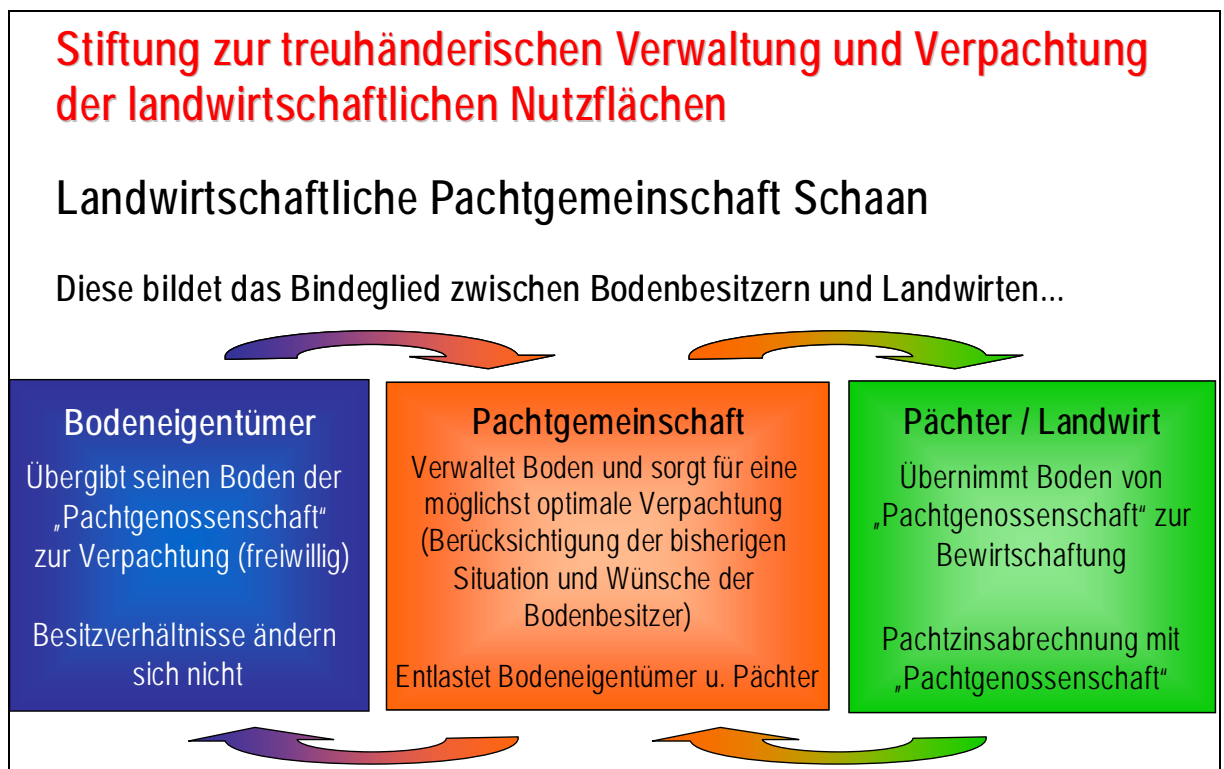 Stiftung zur treuhänderischen Verwaltung und Verpachtung
der landwirtschaftlichen Nutzflächen
Landwirtschaftliche Pachtgemeinschaft Schaan
Diese bildet das Bindeglied zwischen Bodenbesitzern und Landwirten...
Bodeneigentümer
Übergibt seinen Boden der
„Pachtgenossenschaft“
zur Verpachtung (freiwillig)
Besitzverhältnisse ändern
sich nicht
Pachtgemeinschaft
Verwaltet Boden und sorgt für eine
möglichst optimale Verpachtung
(Berücksichtigung der bisherigen
Situation und Wünsche der
Bodenbesitzer)
Entlastet Bodeneigentümer u. Pächter
Pächter / Landwirt
Übernimmt Boden von
„Pachtgenossenschaft“ zur
Bewirtschaftung
Pachtzinsabrechnung mit
„Pachtgenossenschaft“